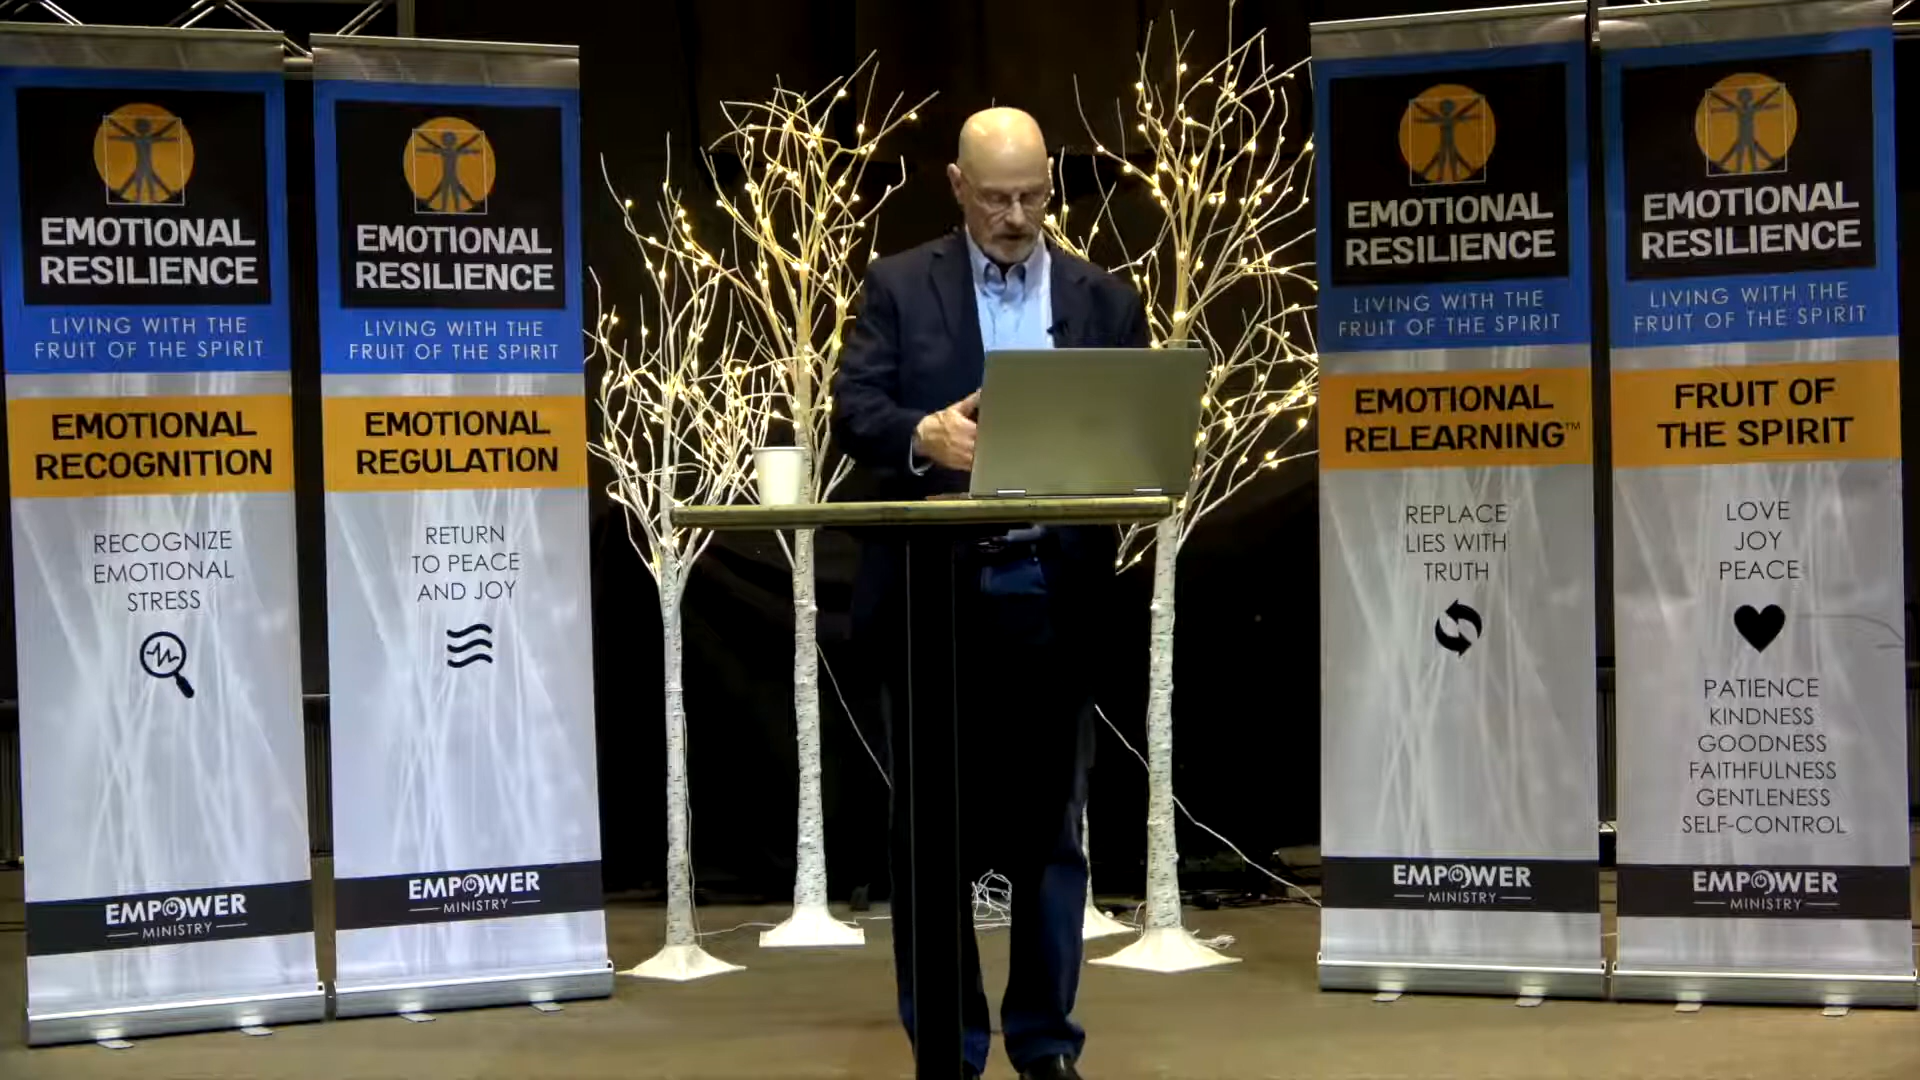 EMOTIONAL
RESILIENCE
LIVING WITH THE
FRUIT OF THE SPIRIT
EMOTIONAL
RECOGNITION
RECOGNIZE
EMOTIONAL
STRESS
EMPOWER
MINISTRY
EMOTIONAL
RESILIENCE
LIVING WITH THE
FRUIT OF THE SPIRIT
EMOTIONAL
REGULATION
RETURN
TO PEACE
AND JOY
EMPOWER
MINISTRY
EMOTIONAL
RESILIENCE
LIVING WITH THE
FRUIT OF THE SPIRIT
EMOTIONAL
RELEARNING™
REPLACE
LIES WITH
TRUTH
EMPOWER
MINISTRY
EMOTIONAL
RESILIENCE
LIVING WITH THE
FRUIT OF THE SPIRIT
FRUIT OF
THE SPIRIT
LOVE
JOY
PEACE
PATIENCE
KINDNESS
GOODNESS
FAITHFULNESS
GENTLENESS
SELF-CONTROL
EMPOWER
MINISTRY